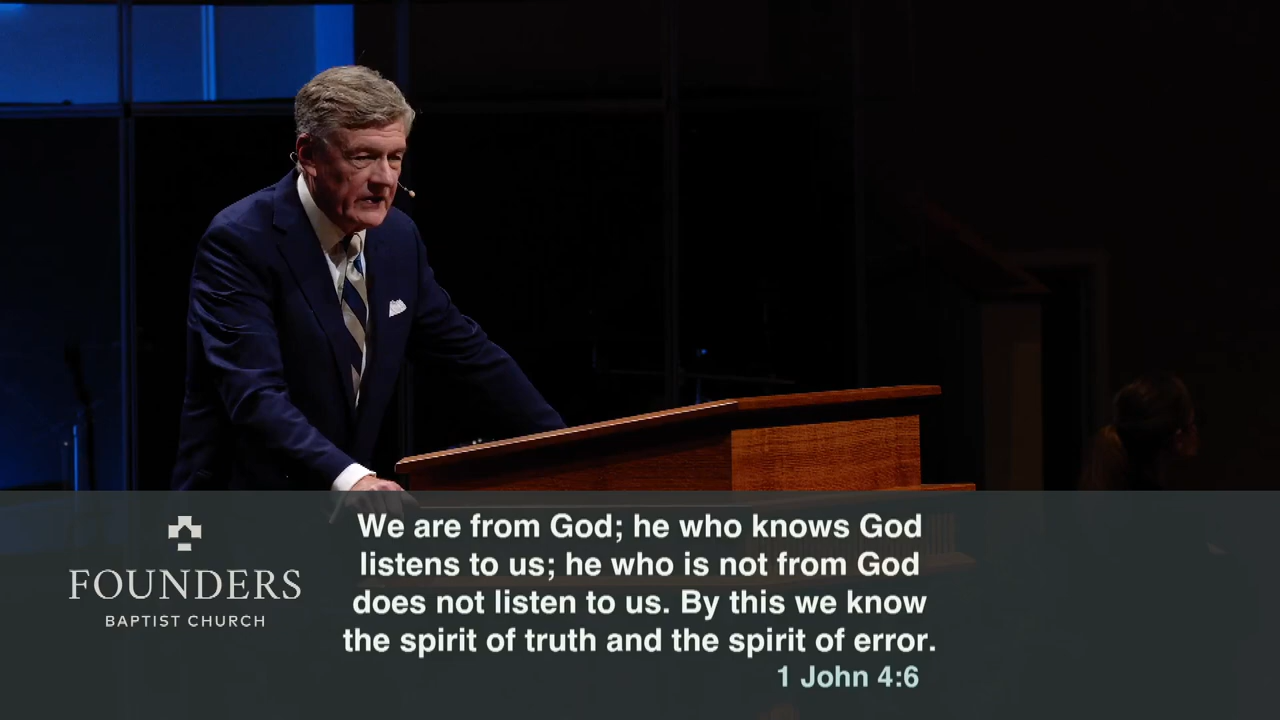 We are from God; he who knows God
listens to us; he who is not from God
does not listen to us. By this we know
the spirit of truth and the spirit of error.
1 John 4:6
FOUNDERS
BAPTIST CHURCH